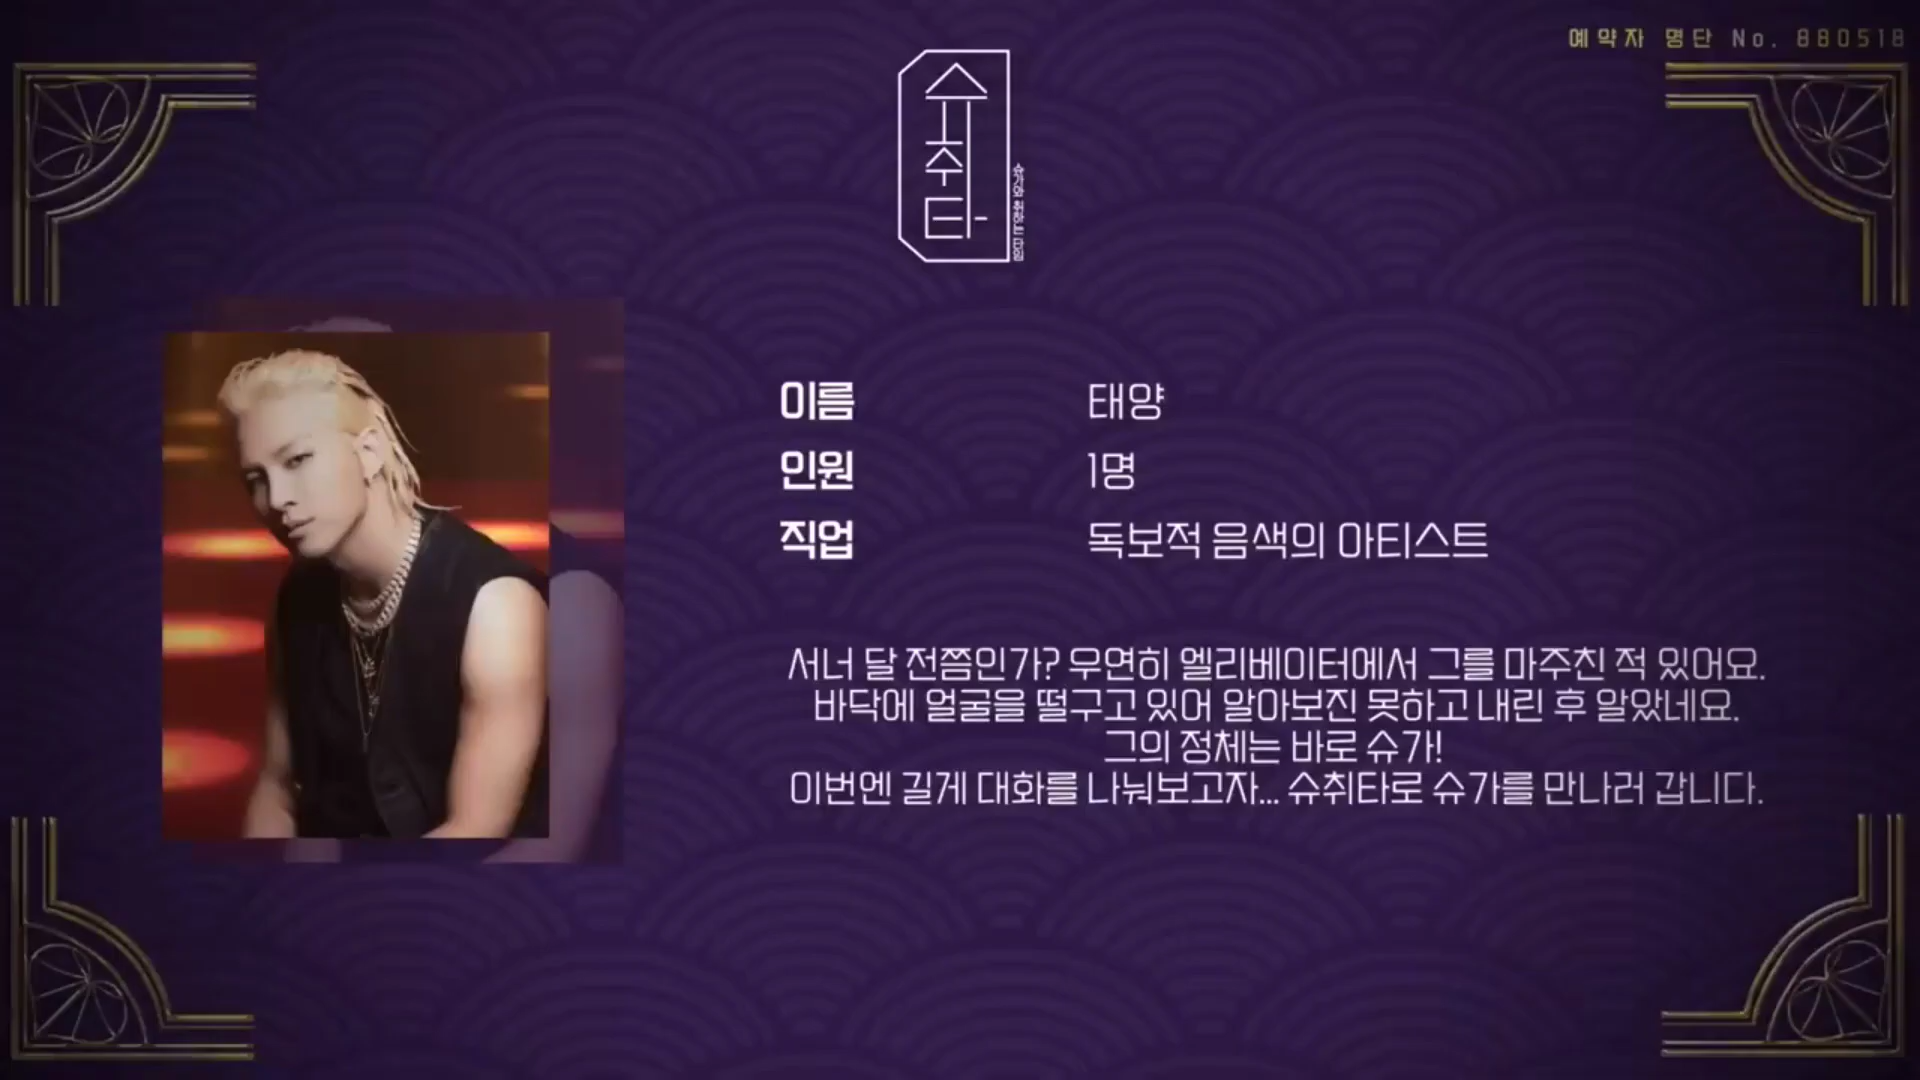 예약자 명단 No. 880518
슈취타
슈가와 취하는 타임
이름 태양
인원 1명
직업 독보적 음색의 아티스트
서너 달 전쯤인가? 우연히 엘리베이터에서 그를 마주친 적 있어요.
바닥에 얼굴을 떨구고 있어 알아보진 못하고 내린 후 알았네요.
그의 정체는 바로 슈가!
이번엔 길게 대화를 나눠보고자... 슈취타로 슈가를 만나러 갑니다.